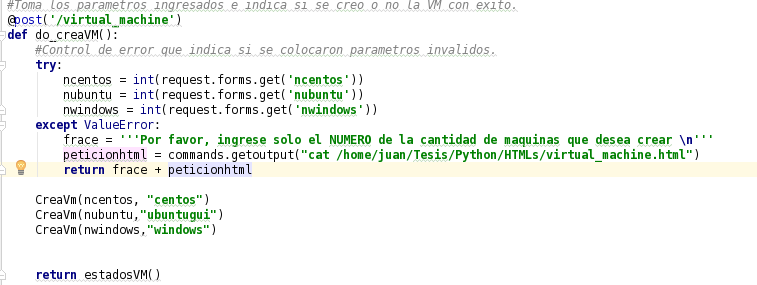 #Toma los parametros ingresados e indica si se creo o no la VM con exito.
@post('/virtual_machine')
def do_creaVM():
#Control de error que indica si se colocaron parametros invalidos.
try:
ncentos = int(request.forms.get('ncentos'))
nubuntu = int(request.forms.get('nubuntu'))
nwindows = int(request.forms.get('nwindows'))
except ValueError:
frace = '''Por favor, ingrese solo el NUMERO de la cantidad de maquinas que desea crear \n'''
peticionhtml = commands.getoutput("cat /home/juan/Tesis/Python/HTMLs/virtual_machine.html")
return frace + peticionhtml
CreaVm(ncentos, "centos")
CreaVm(nubuntu,"ubuntugui")
CreaVm(nwindows,"windows")
return estadosVM()